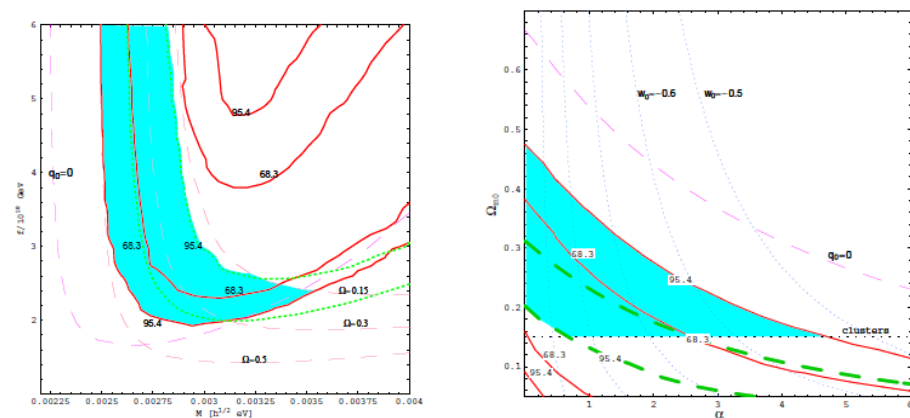 6
5
4
3
2
f/10¹⁸ GeV
q₀=0
95.4
68.3
68.3
95.4
68.3
95.4
Ω=0.15
Ω=0.3
Ω=0.5
0.00225 0.0025 0.00275 0.003 0.00325 0.0035 0.00375 0.004
M [h^1/2 eV]
0.6
0.5
0.4
0.3
0.2
0.1
Ωm0
w₀=-0.6 w₀=-0.5
q₀=0
68.3
95.4
clusters
68.3
68.3
95.4
95.4
1 2 3 4 5 6
α